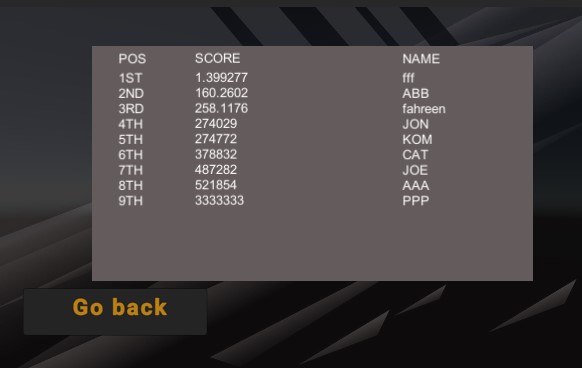 POS SCORE NAME
1ST 1.399277 fff
2ND 160.2602 ABB
3RD 258.1176 fahreen
4TH 274029 JON
5TH 274772 KOM
6TH 378832 CAT
7TH 487282 JOE
8TH 521854 AAA
9TH 3333333 PPP
Go back